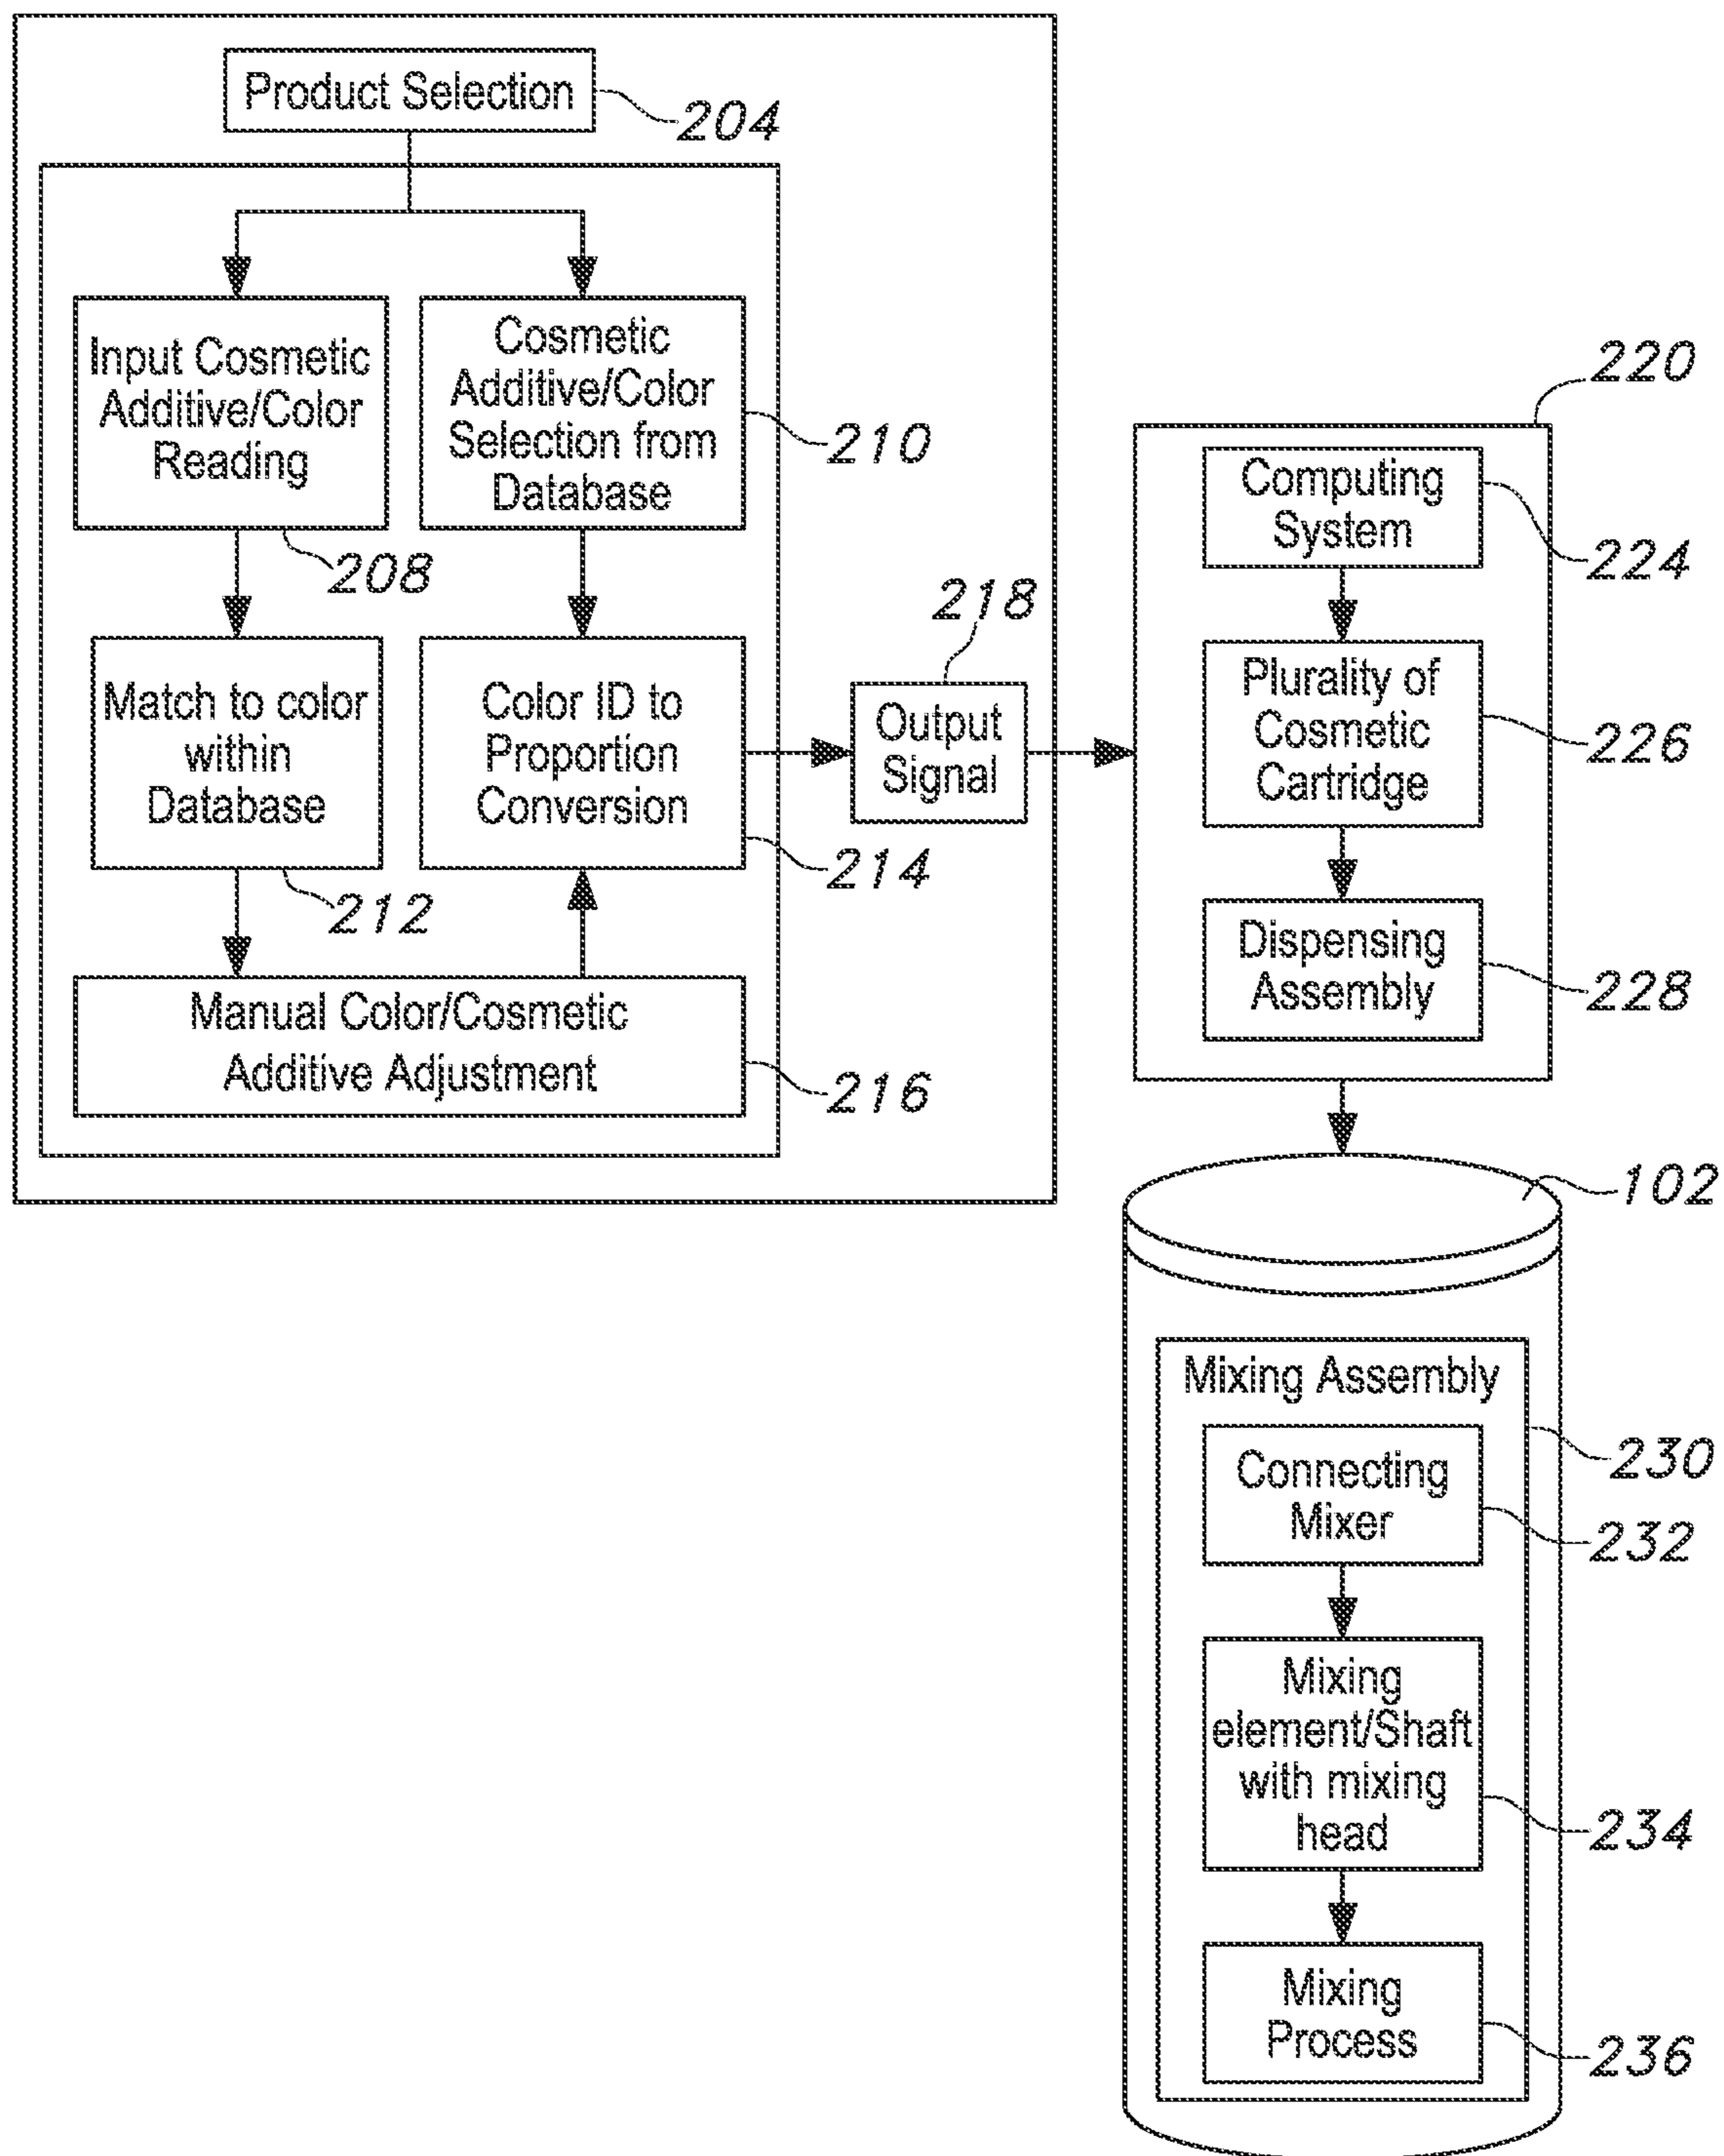 Product Selection
204
Input Cosmetic
Additive/Color
Reading
208
Cosmetic
Additive/Color
Selection from
Database
210
Match to color
within
Database
212
Color ID to
Proportion
Conversion
214
Manual Color/Cosmetic
Additive Adjustment
216
218
Output
Signal
220
Computing
System
224
Plurality of
Cosmetic
Cartridge
226
Dispensing
Assembly
228
102
Mixing Assembly
230
Connecting
Mixer
232
Mixing
element/Shaft
with mixing
head
234
Mixing
Process
236